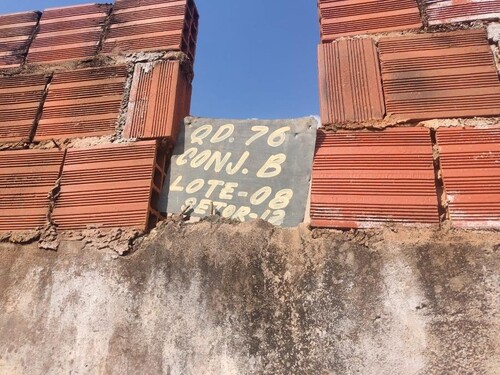 QD. 76
CONJ. B
LOTE-08
SETOR-12